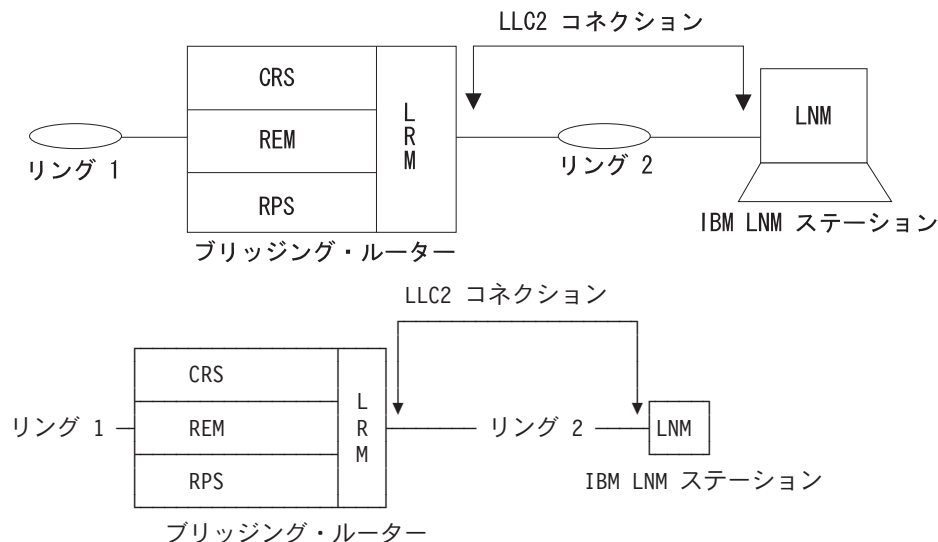 LLC2 コネクション
CRS
REM
RPS
LRM
LNM
リング 1
リング 2
IBM LNM ステーション
ブリッジング・ルーター
LLC2 コネクション
CRS
REM
RPS
LRM
リング 1
リング 2
LNM
IBM LNM ステーション
ブリッジング・ルーター